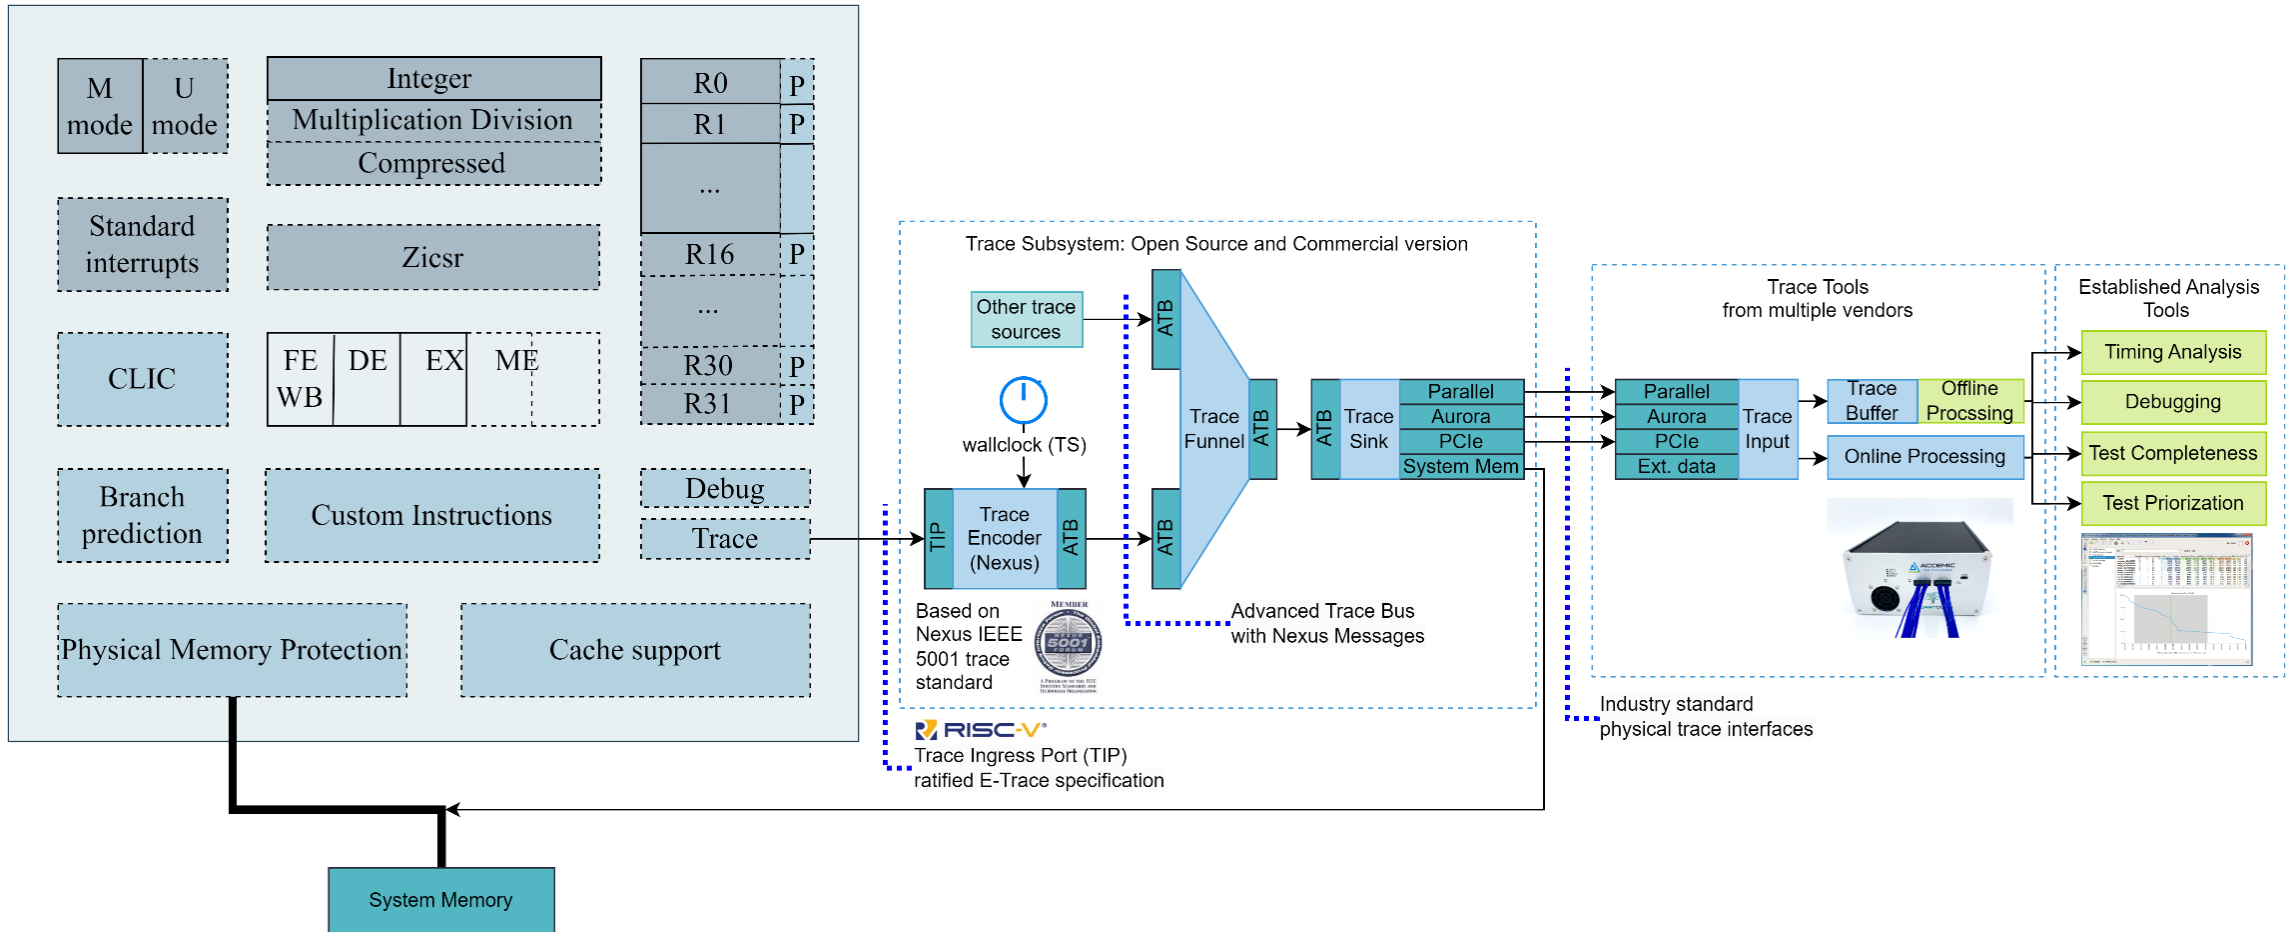 M
mode
U
mode
Integer
Multiplication Division
Compressed
R0
P
R1
P
...
R16
P
...
R30
P
R31
P
Standard
interrupts
Zicsr
CLIC
FE
DE
EX
ME
WB
Branch
prediction
Custom Instructions
Debug
Trace
Physical Memory Protection
Cache support
System Memory
Trace Subsystem: Open Source and Commercial version
Other trace
sources
wallclock (TS)
TIP
Trace
Encoder
(Nexus)
ATB
Based on
Nexus IEEE
5001 trace
standard
MEMBER
NEXUS
5001
FORUM
ATB
ATB
Trace
Funnel
ATB
ATB
Trace
Sink
Parallel
Aurora
PCIe
System Mem
Advanced Trace Bus
with Nexus Messages
RISC-V
Trace Ingress Port (TIP)
ratified E-Trace specification
Trace Tools
from multiple vendors
Parallel
Aurora
PCIe
Ext. data
Trace
Input
Trace
Buffer
Offline
Procssing
Online Processing
ACCEMIC
Industry standard
physical trace interfaces
Established Analysis
Tools
Timing Analysis
Debugging
Test Completeness
Test Priorization